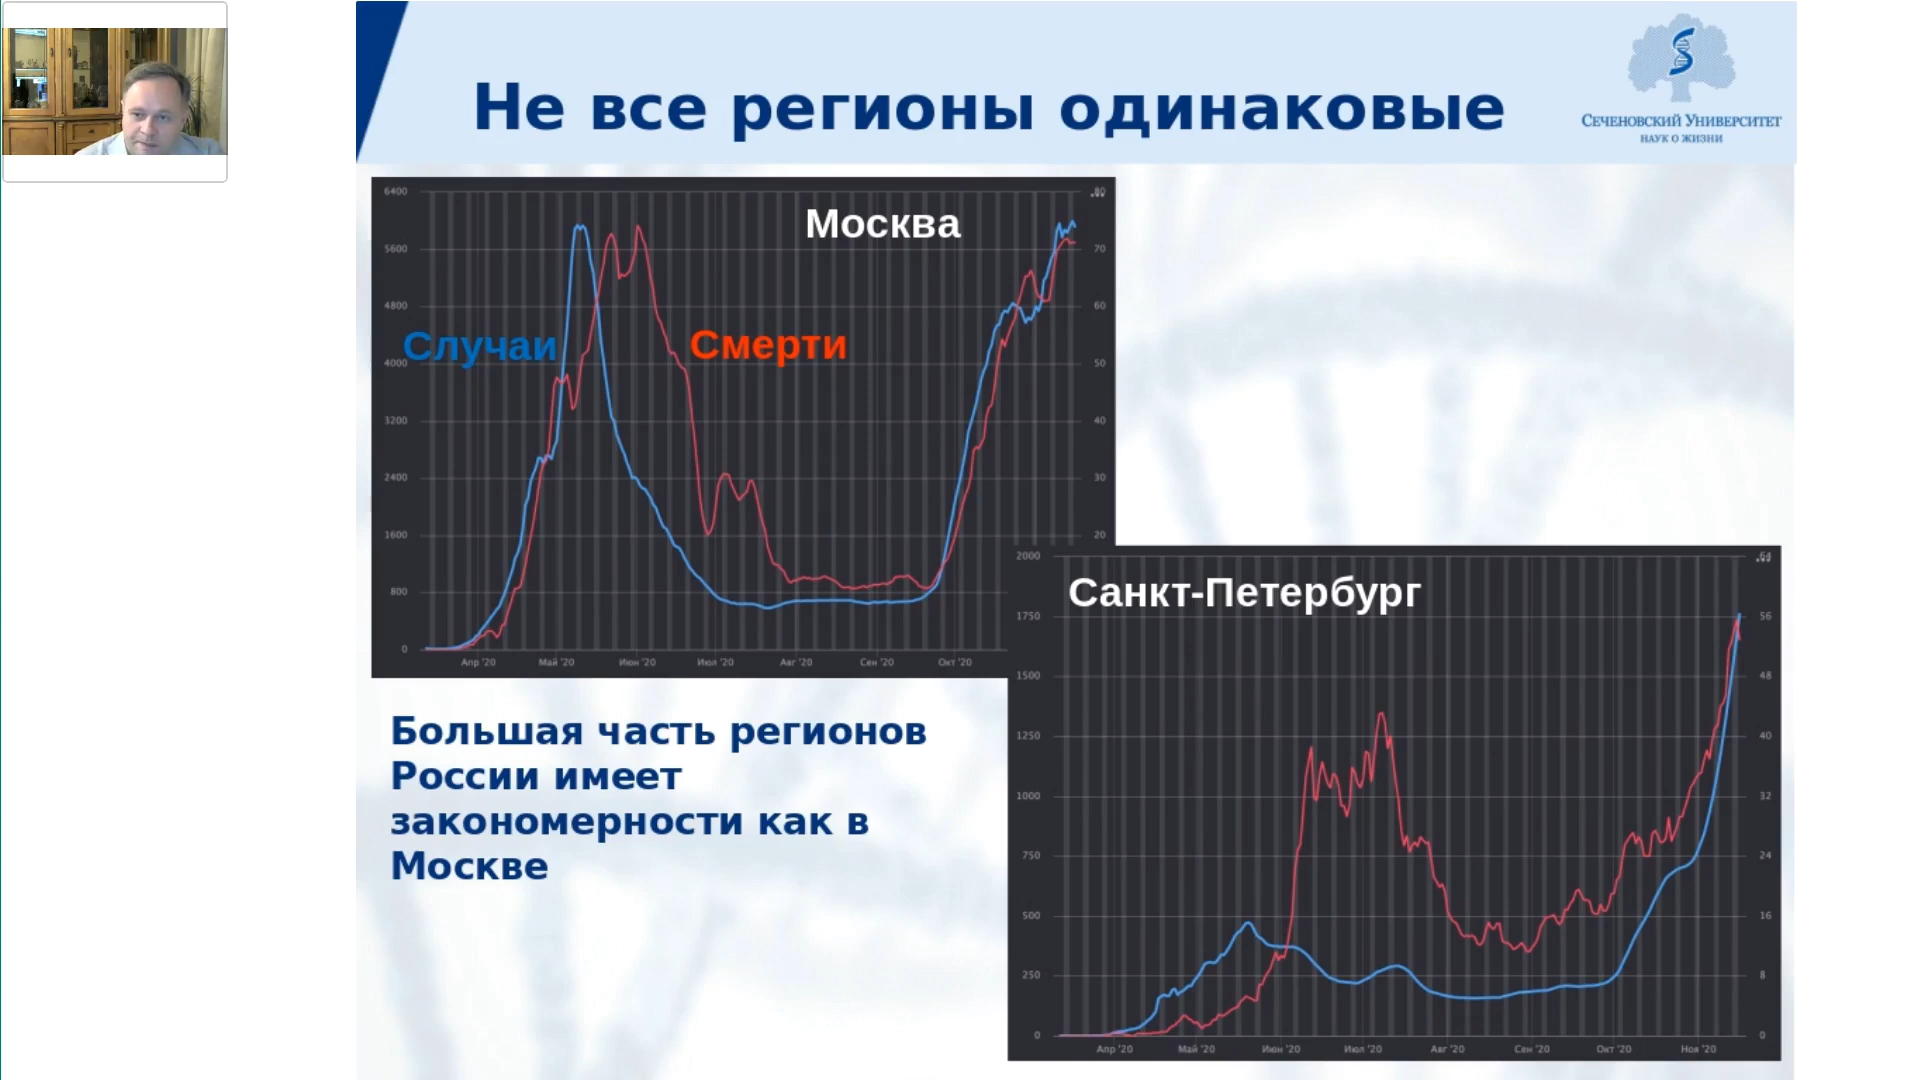 Не все регионы одинаковые
Сеченовский Университет
наук о жизни
Москва
Случаи
Смерти
6400
5600
4800
4000
3200
2400
1600
800
0
80
70
60
50
40
30
20
Апр '20 Май '20 Июн '20 Июл '20 Авг '20 Сен '20 Окт '20
Санкт-Петербург
2000
1750
1500
1250
1000
750
500
250
0
64
56
48
40
32
24
16
8
0
Апр '20 Май '20 Июн '20 Июл '20 Авг '20 Сен '20 Окт '20 Ноя '20
Большая часть регионов
России имеет
закономерности как в
Москве